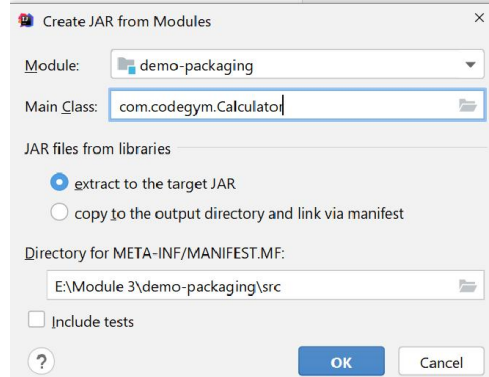 Create JAR from Modules
Module: demo-packaging
Main Class: com.codegym.Calculator
JAR files from libraries
extract to the target JAR
copy to the output directory and link via manifest
Directory for META-INF/MANIFEST.MF:
E:\Module 3\demo-packaging\src
Include tests
? OK Cancel